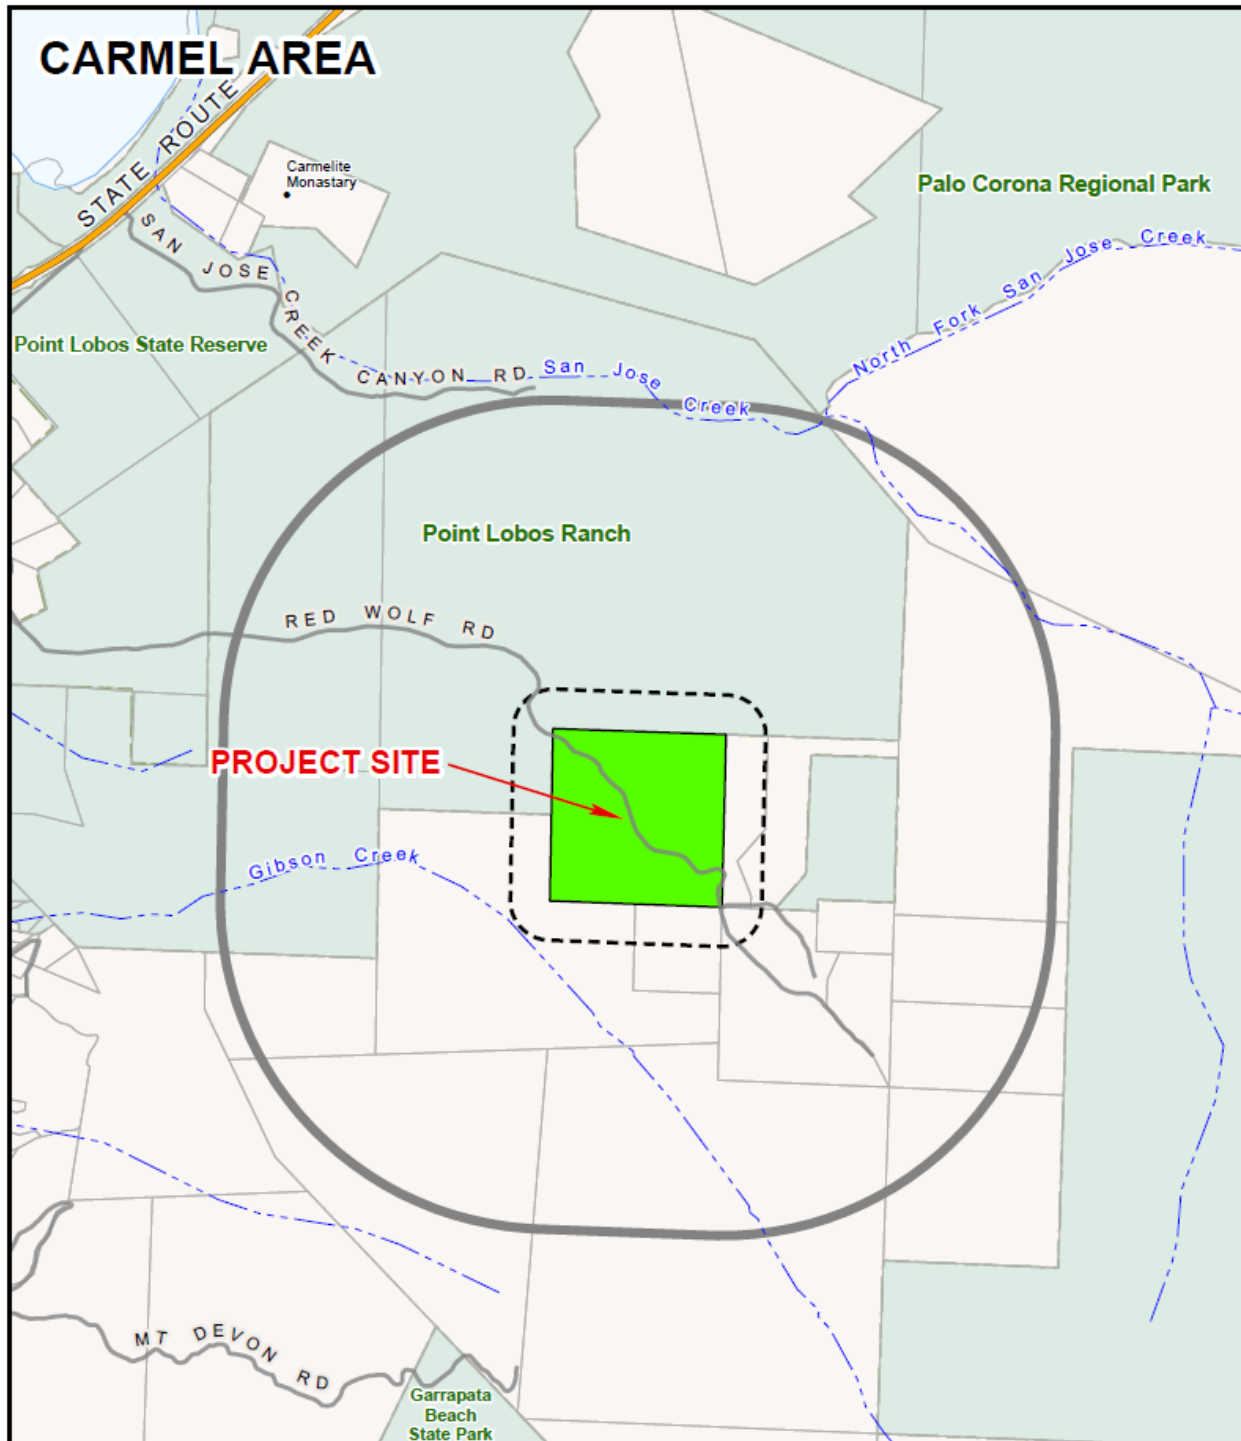 CARMEL AREA
STATE ROUTE
Carmelite
Monastary
Palo Corona Regional Park
SAN JOSE CREEK CANYON RD
North Fork San Jose Creek
Point Lobos State Reserve
San Jose Creek
Point Lobos Ranch
RED WOLF RD
PROJECT SITE
Gibson Creek
MT DEVON RD
Garrapata
Beach
State Park